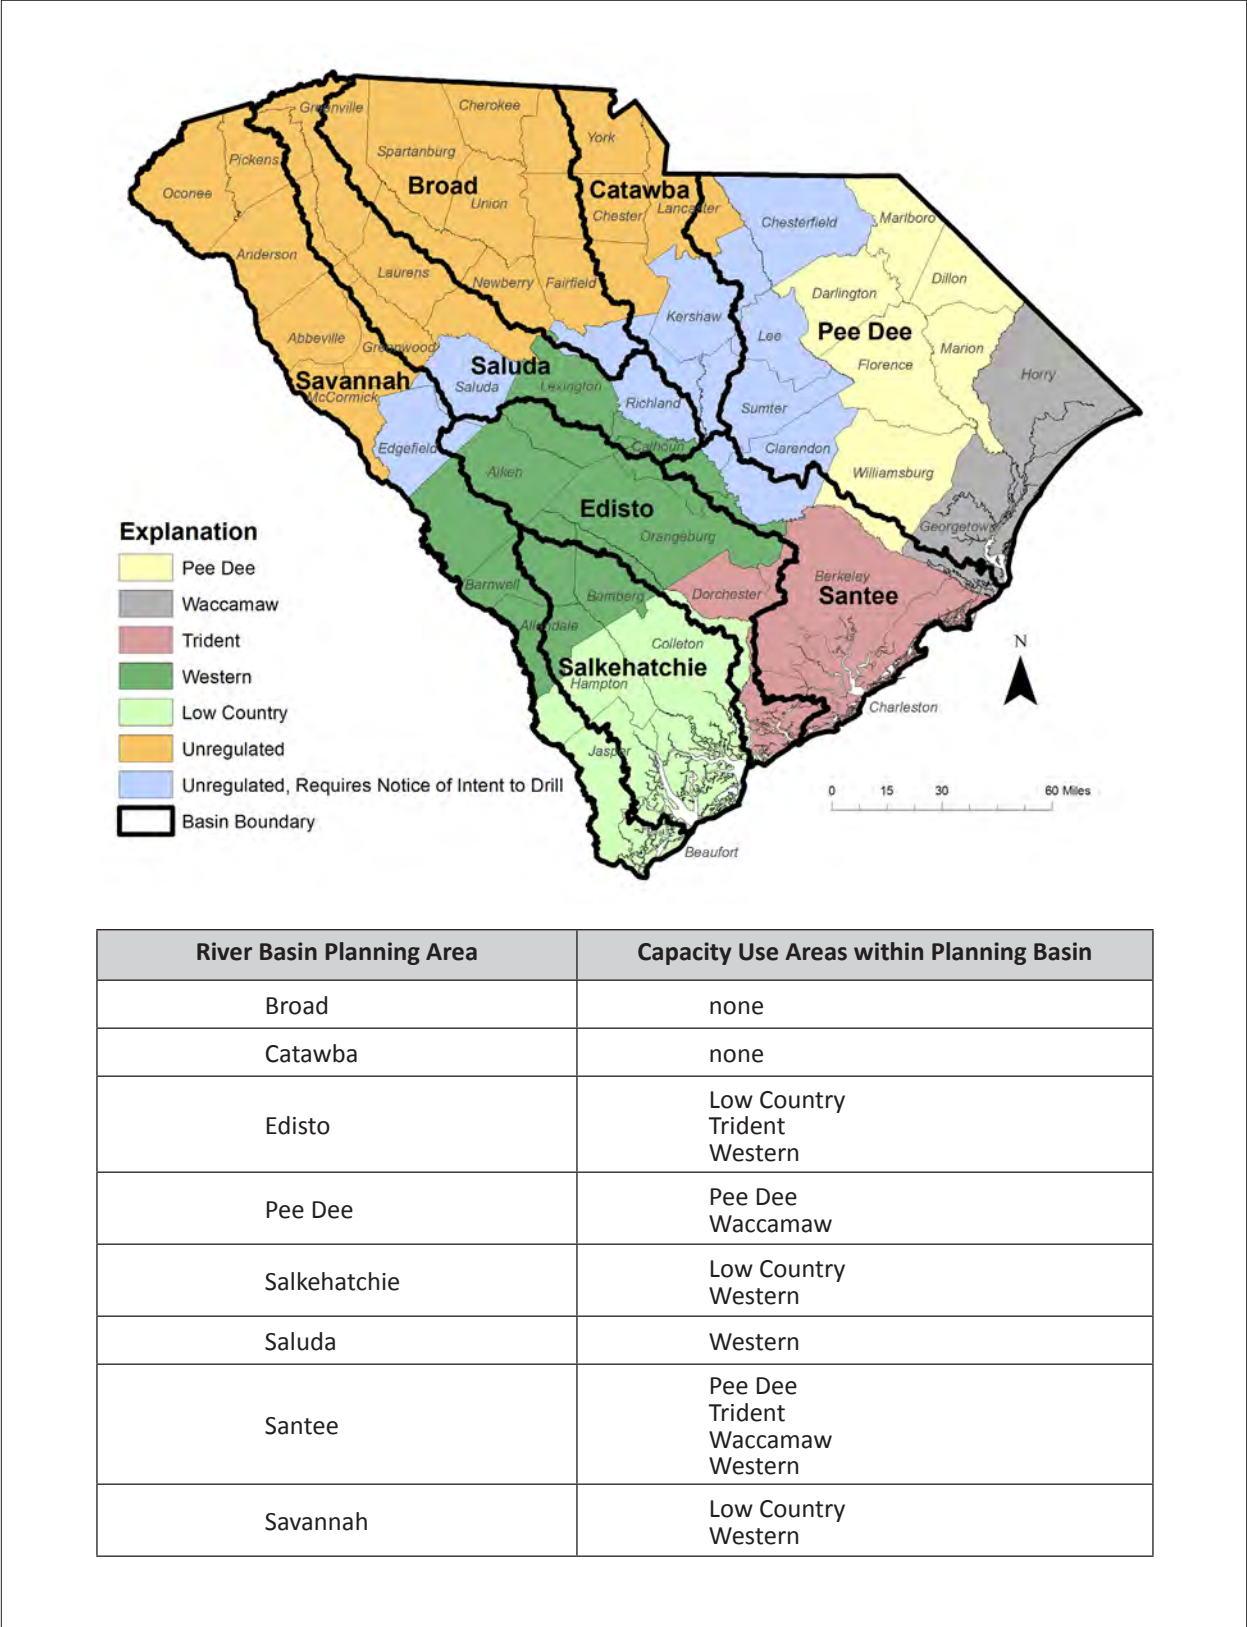 Greenville
Cherokee
York
Spartanburg
Pickens
Broad
Catawba
Oconee
Union
Chester
Lancaster
Marlboro
Chesterfield
Anderson
Laurens
Newberry
Fairfield
Dillon
Darlington
Kershaw
Pee Dee
Lee
Abbeville
Greenwood
Marion
Florence
Saluda
Horry
Savannah
Saluda
Lexington
McCormick
Richland
Sumter
Edgefield
Calhoun
Clarendon
Aiken
Williamsburg
Edisto
Georgetown
Orangeburg
Barnwell
Bamberg
Dorchester
Berkeley
Santee
Allendale
Colleton
Salkehatchie
Hampton
Charleston
Jasper
Beaufort
Explanation
Pee Dee
Waccamaw
Trident
Western
Low Country
Unregulated
Unregulated, Requires Notice of Intent to Drill
Basin Boundary
N
0 15 30 60 Miles
River Basin Planning Area Capacity Use Areas within Planning Basin
Broad none
Catawba none
Edisto
Low Country
Trident
Western
Pee Dee
Pee Dee
Waccamaw
Salkehatchie
Low Country
Western
Saluda Western
Santee
Pee Dee
Trident
Waccamaw
Western
Savannah
Low Country
Western